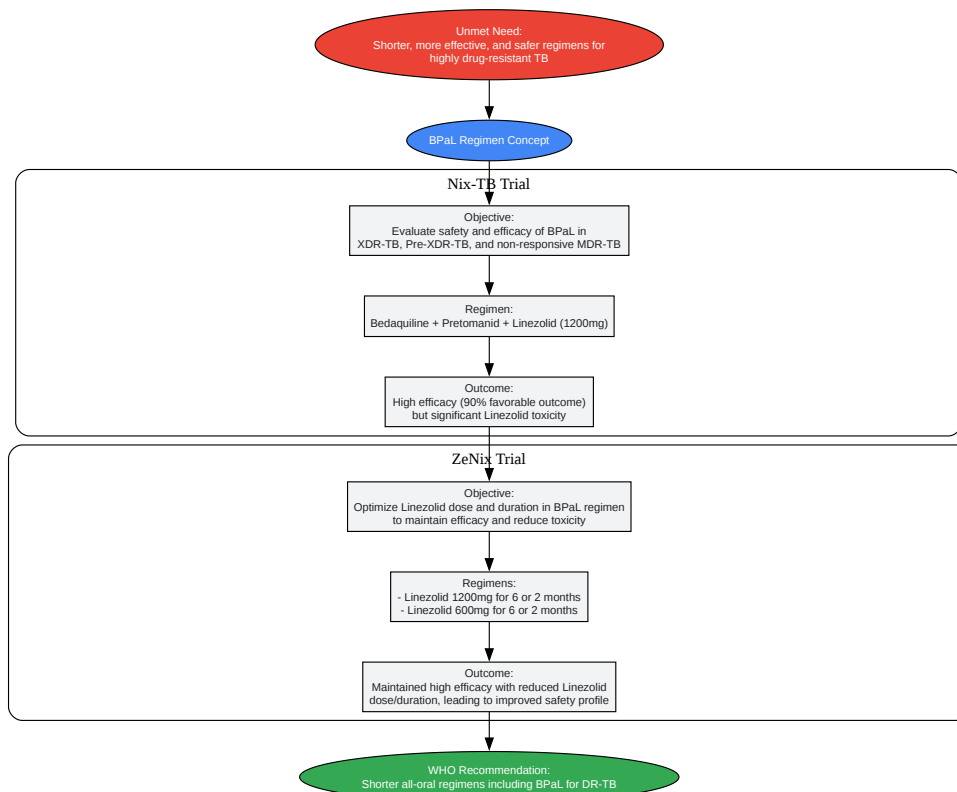 Unmet Need:
Shorter, more effective, and safer regimens for
highly drug-resistant TB
BPaL Regimen Concept
Nix-TB Trial
Objective:
Evaluate safety and efficacy of BPaL in
XDR-TB, Pre-XDR-TB, and non-responsive MDR-TB
Regimen:
Bedaquiline + Pretomanid + Linezolid (1200mg)
Outcome:
High efficacy (90% favorable outcome)
but significant Linezolid toxicity
ZeNix Trial
Objective:
Optimize Linezolid dose and duration in BPaL regimen
to maintain efficacy and reduce toxicity
Regimens:
- Linezolid 1200mg for 6 or 2 months
- Linezolid 600mg for 6 or 2 months
Outcome:
Maintained high efficacy with reduced Linezolid
dose/duration, leading to improved safety profile
WHO Recommendation:
Shorter all-oral regimens including BPaL for DR-TB